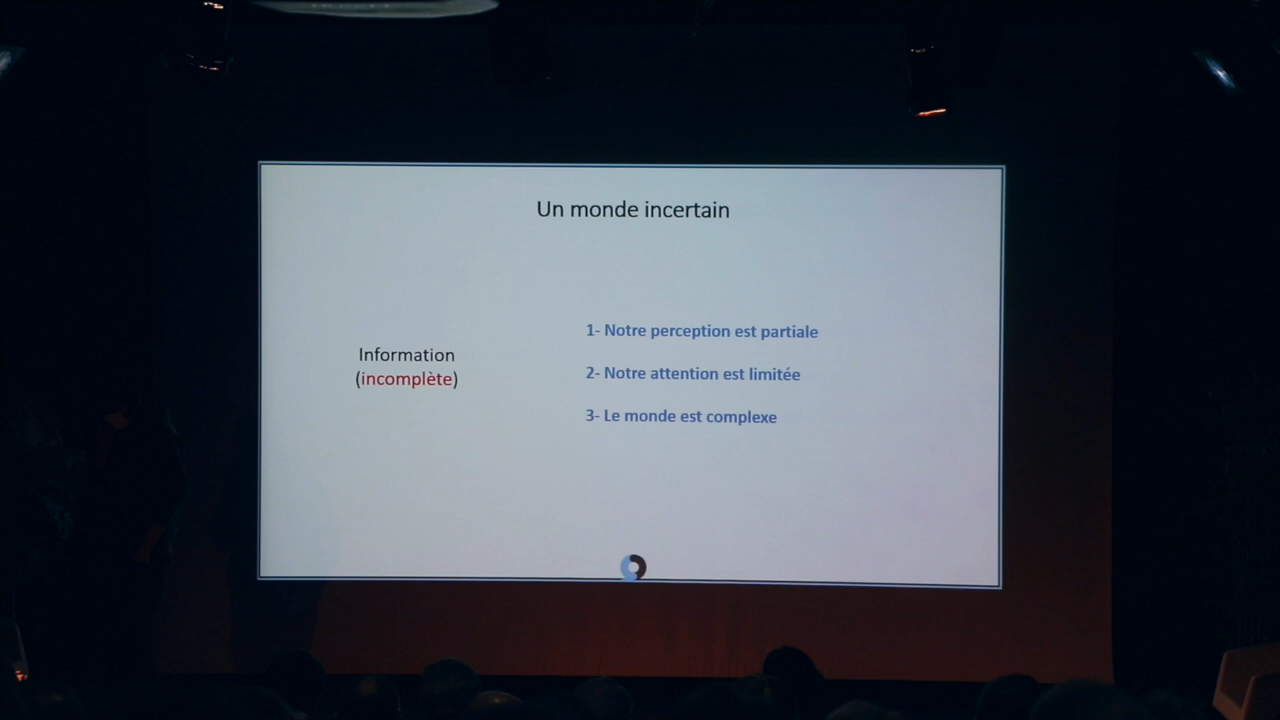 Un monde incertain
Information
(incomplète)
1- Notre perception est partiale
2- Notre attention est limitée
3- Le monde est complexe